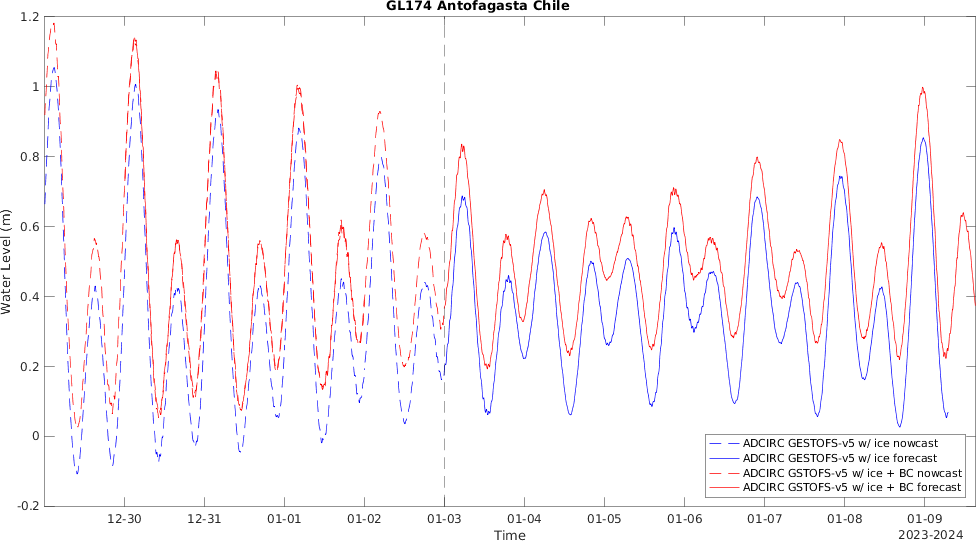 GL174 Antofagasta Chile
1.2
1
0.8
0.6
0.4
0.2
0
-0.2
Water Level (m)
ADCIRC GESTOFS-v5 w/ ice nowcast
ADCIRC GESTOFS-v5 w/ ice forecast
ADCIRC GSTOFS-v5 w/ ice + BC nowcast
ADCIRC GSTOFS-v5 w/ ice + BC forecast
12-30 12-31 01-01 01-02 01-03 01-04 01-05 01-06 01-07 01-08 01-09
Time
2023-2024